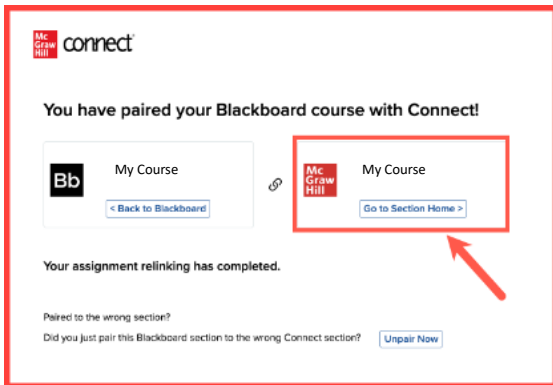 Mc
Graw
Hill
connect
You have paired your Blackboard course with Connect!
Bb
My Course
< Back to Blackboard
Mc
Graw
Hill
My Course
Go to Section Home >
Your assignment relinking has completed.
Paired to the wrong section?
Did you just pair this Blackboard section to the wrong Connect section?
Unpair Now